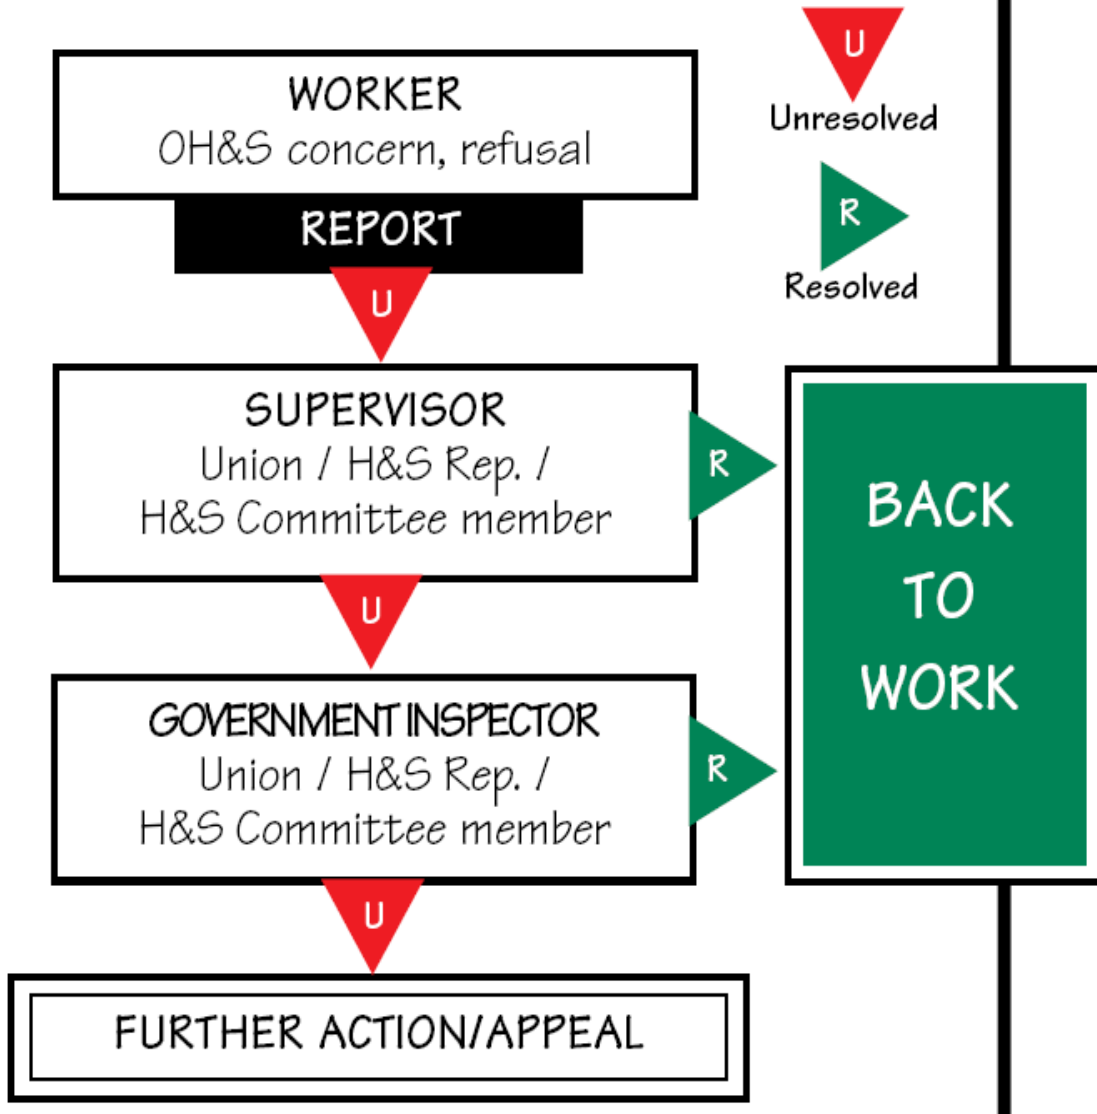 WORKER
OH&S concern, refusal
REPORT
U
SUPERVISOR
Union / H&S Rep. /
H&S Committee member
R
U
GOVERNMENT INSPECTOR
Union / H&S Rep. /
H&S Committee member
R
U
FURTHER ACTION/APPEAL
U
Unresolved
R
Resolved
BACK
TO
WORK